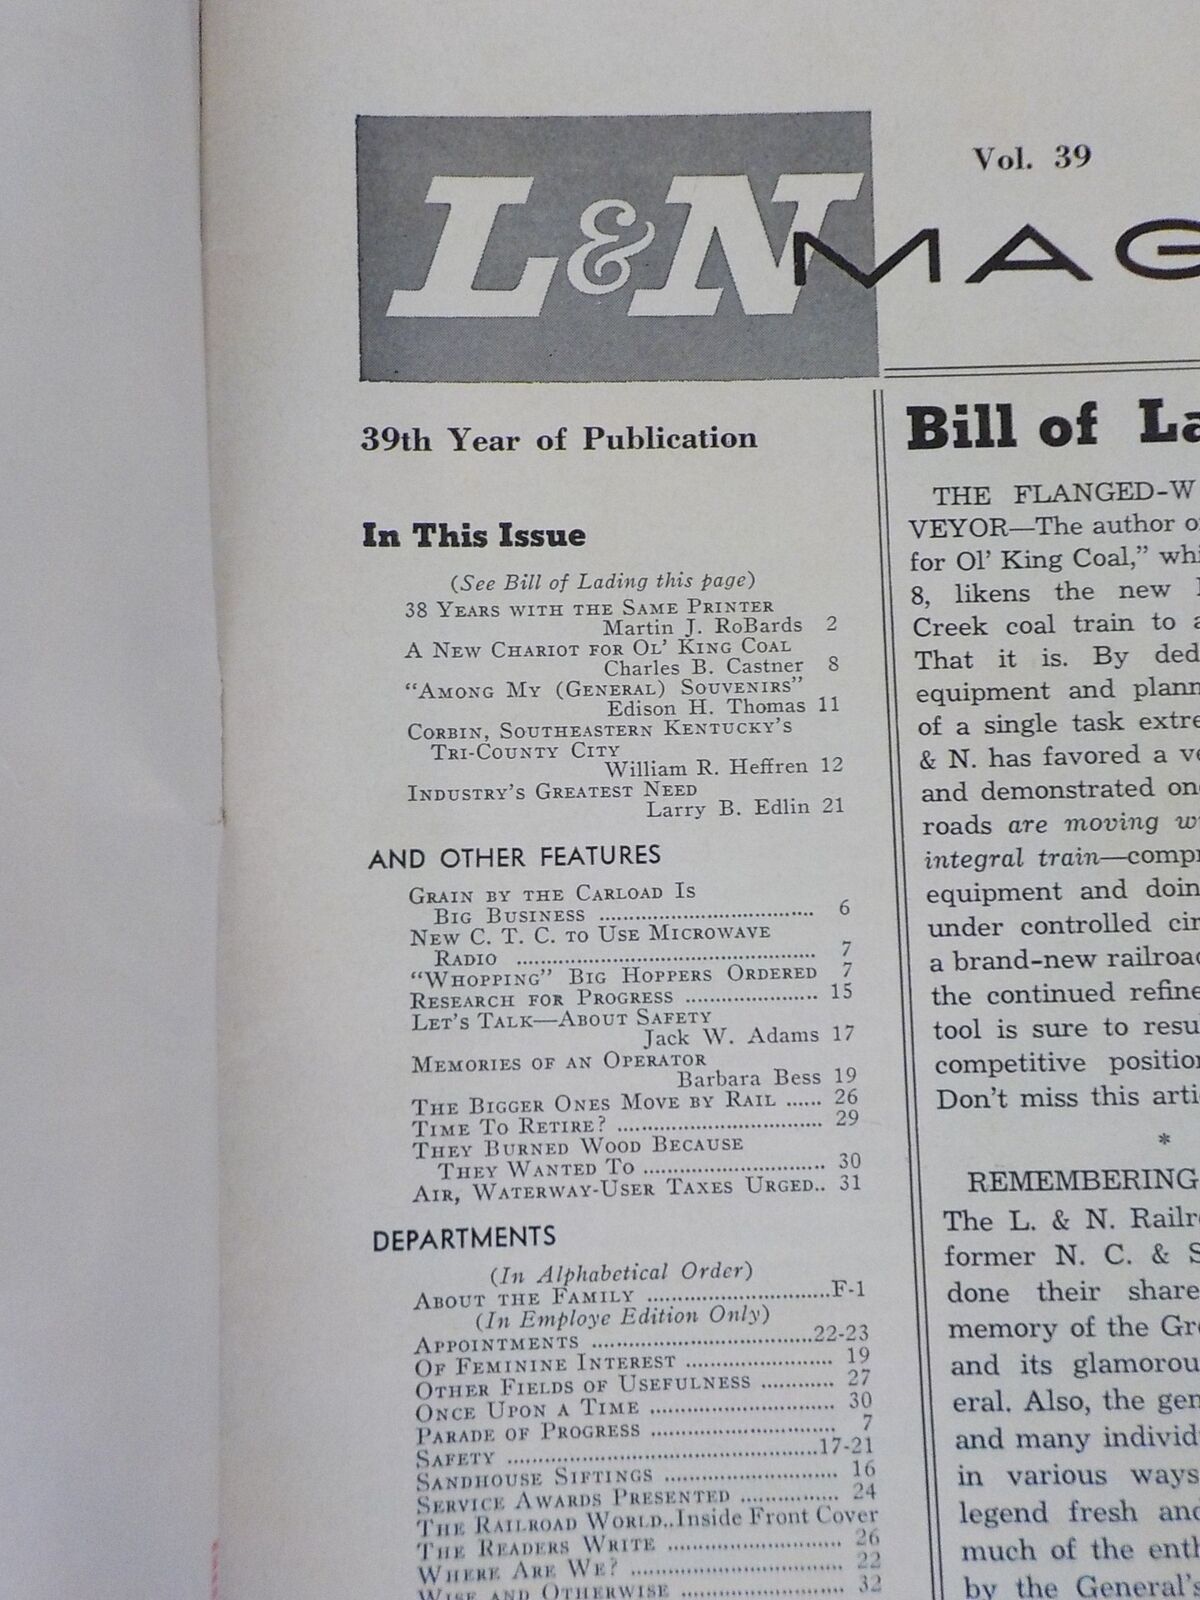 L&N MAG
Vol. 39
39th Year of Publication
In This Issue
(See Bill of Lading this page)
38 YEARS WITH THE SAME PRINTER
Martin J. RoBards 2
A NEW CHARIOT FOR OL' KING COAL
Charles B. Castner 8
"AMONG MY (GENERAL) SOUVENIRS"
Edison H. Thomas 11
CORBIN, SOUTHEASTERN KENTUCKY'S
TRI-COUNTY CITY
William R. Heffren 12
INDUSTRY'S GREATEST NEED
Larry B. Edlin 21
AND OTHER FEATURES
GRAIN BY THE CARLOAD IS
BIG BUSINESS .................................... 6
NEW C. T. C. TO USE MICROWAVE
RADIO .................................................. 7
"WHOPPING" BIG HOPPERS ORDERED 7
RESEARCH FOR PROGRESS ...................... 15
LET'S TALK—ABOUT SAFETY
Jack W. Adams 17
MEMORIES OF AN OPERATOR
Barbara Bess 19
THE BIGGER ONES MOVE BY RAIL ...... 26
TIME TO RETIRE? .................................. 29
THEY BURNED WOOD BECAUSE
THEY WANTED TO .............................. 30
AIR, WATERWAY-USER TAXES URGED.. 31
DEPARTMENTS
(In Alphabetical Order)
ABOUT THE FAMILY ..............................F-1
(In Employe Edition Only)
APPOINTMENTS .....................................22-23
OF FEMININE INTEREST ........................ 19
OTHER FIELDS OF USEFULNESS ............ 27
ONCE UPON A TIME .............................. 30
PARADE OF PROGRESS .............................. 7
SAFETY ....................................................17-21
SANDHOUSE SIFTINGS ............................ 16
SERVICE AWARDS PRESENTED ................ 24
THE RAILROAD WORLD..Inside Front Cover
THE READERS WRITE ............................ 26
WHERE ARE WE? .................................. 22
WISE AND OTHERWISE .......................... 32
Bill of La
THE FLANGED-W
VEYOR—The author o
for Ol' King Coal," whi
8, likens the new
Creek coal train to a
That it is. By ded
equipment and plann
of a single task extre
& N. has favored a ve
and demonstrated on
roads are moving w
integral train—compr
equipment and doin
under controlled cir
a brand-new railroa
the continued refine
tool is sure to resu
competitive position
Don't miss this arti
*
REMEMBERING
The L. & N. Railr
former N. C. & S
done their share
memory of the Gr
and its glamorou
eral. Also, the gen
and many individ
in various ways
legend fresh and
much of the enth
by the General's